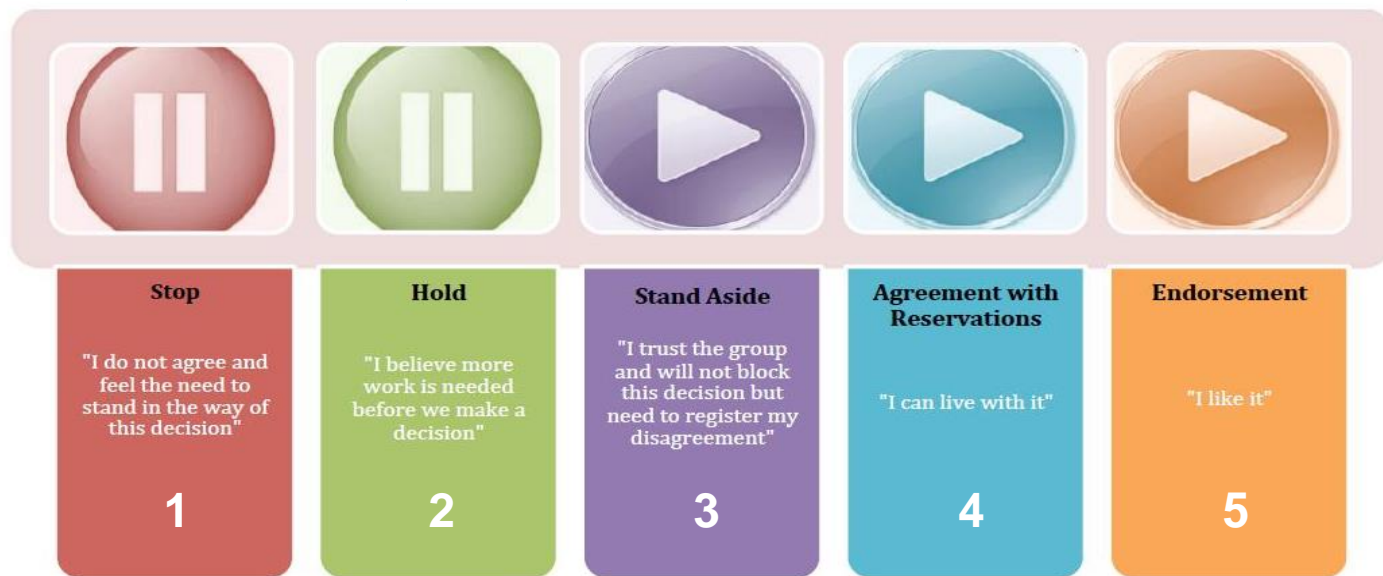 Stop
"I do not agree and
feel the need to
stand in the way of
this decision"
1
Hold
"I believe more
work is needed
before we make a
decision"
2
Stand Aside
"I trust the group
and will not block
this decision but
need to register my
disagreement"
3
Agreement with
Reservations
"I can live with it"
4
Endorsement
"I like it"
5